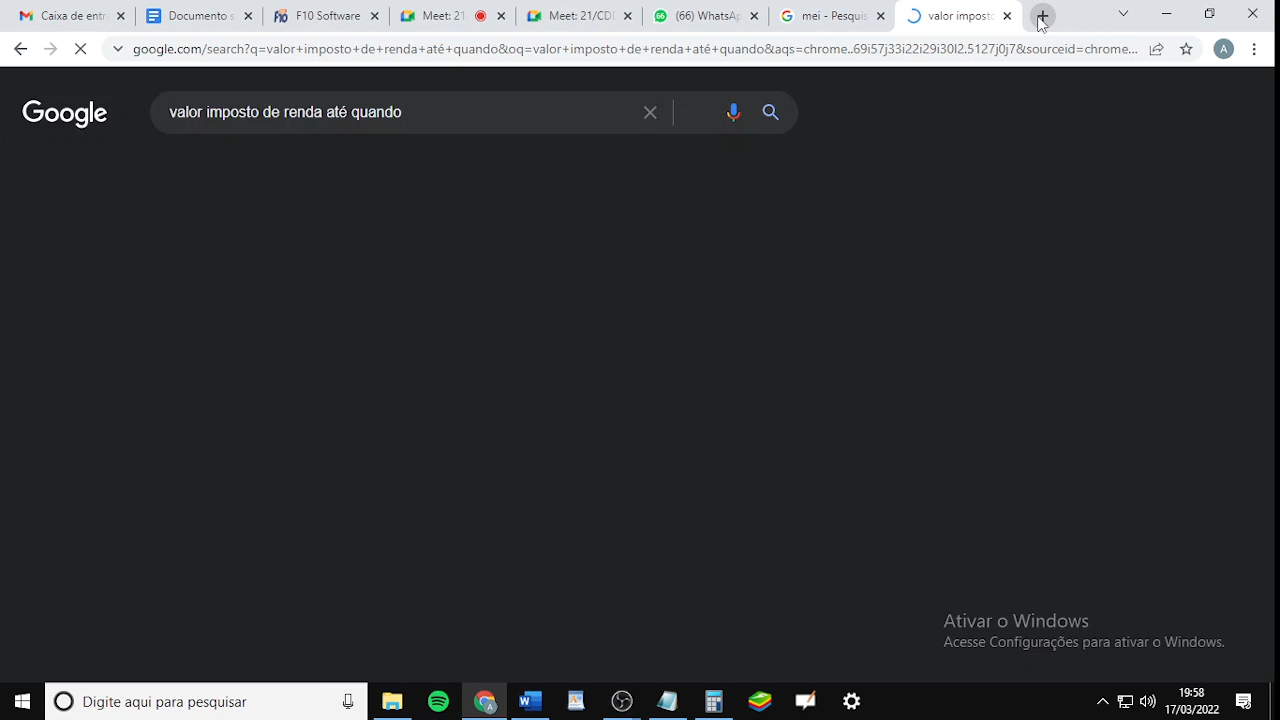 Caixa de entr
Documento s
F10 Software
Meet: 21
Meet: 21/CD
(66) WhatsAp
mei - Pesquis
valor imposto
google.com/search?q=valor+imposto+de+renda+até+quando&oq=valor+imposto+de+renda+até+quando&aqs=chrome..69i57j33i22i29i30l2.5127j0j7&sourceid=chrome...
A
Google
valor imposto de renda até quando
Ativar o Windows
Acesse Configurações para ativar o Windows.
Digite aqui para pesquisar
19:58
17/03/2022